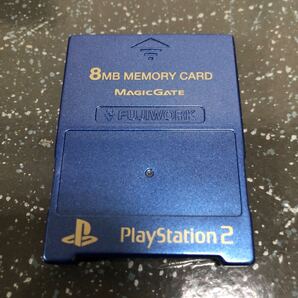 8MB MEMORY CARD
MAGICGATE
FUJIWORK
PlayStation 2